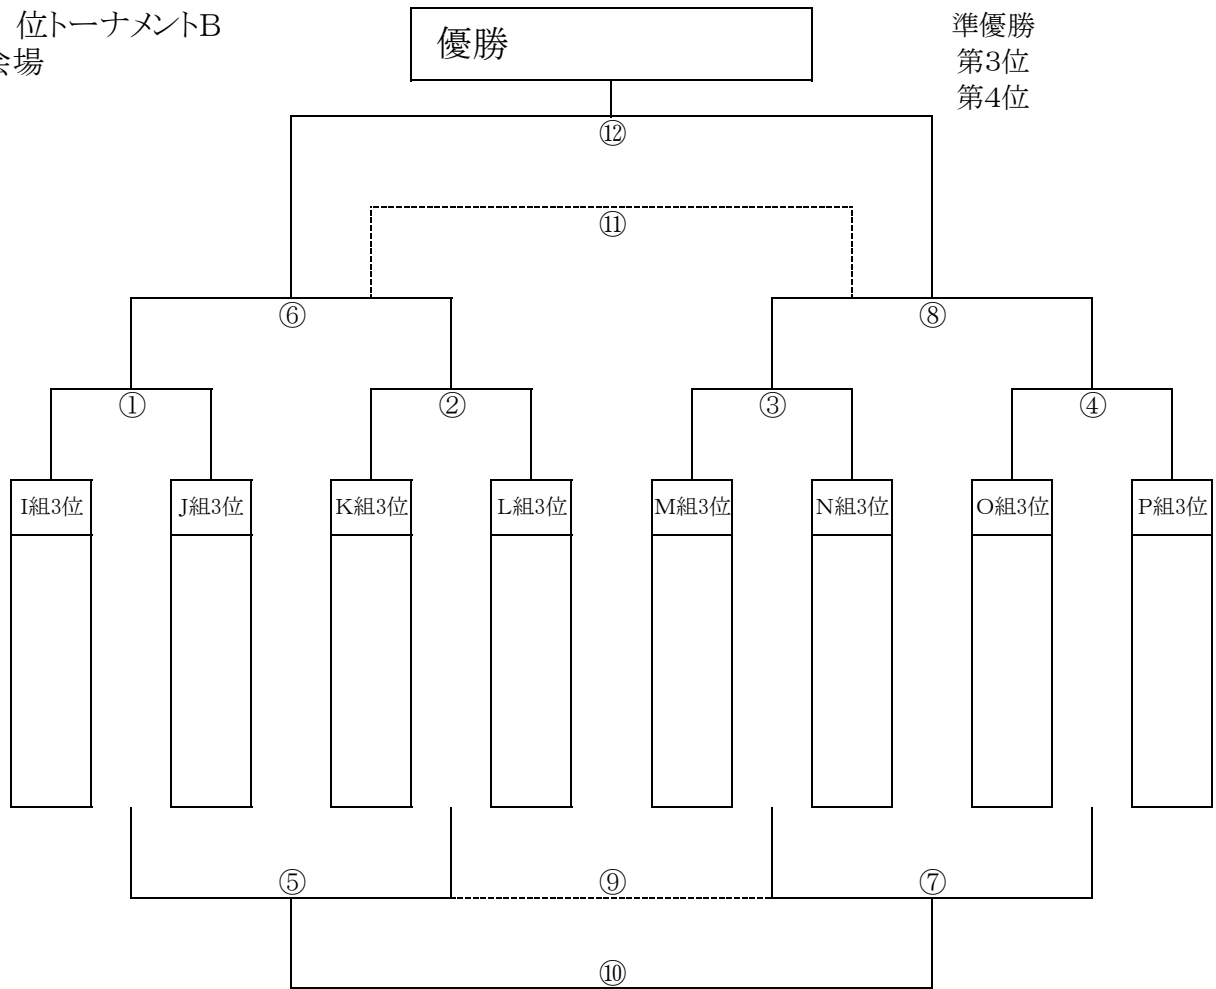 位トーナメントB
会場
優勝
準優勝
第3位
第4位
⑫
⑪
⑥ ⑧
① ② ③ ④
I組3位 J組3位 K組3位 L組3位 M組3位 N組3位 O組3位 P組3位
⑤ ⑨ ⑦
⑩